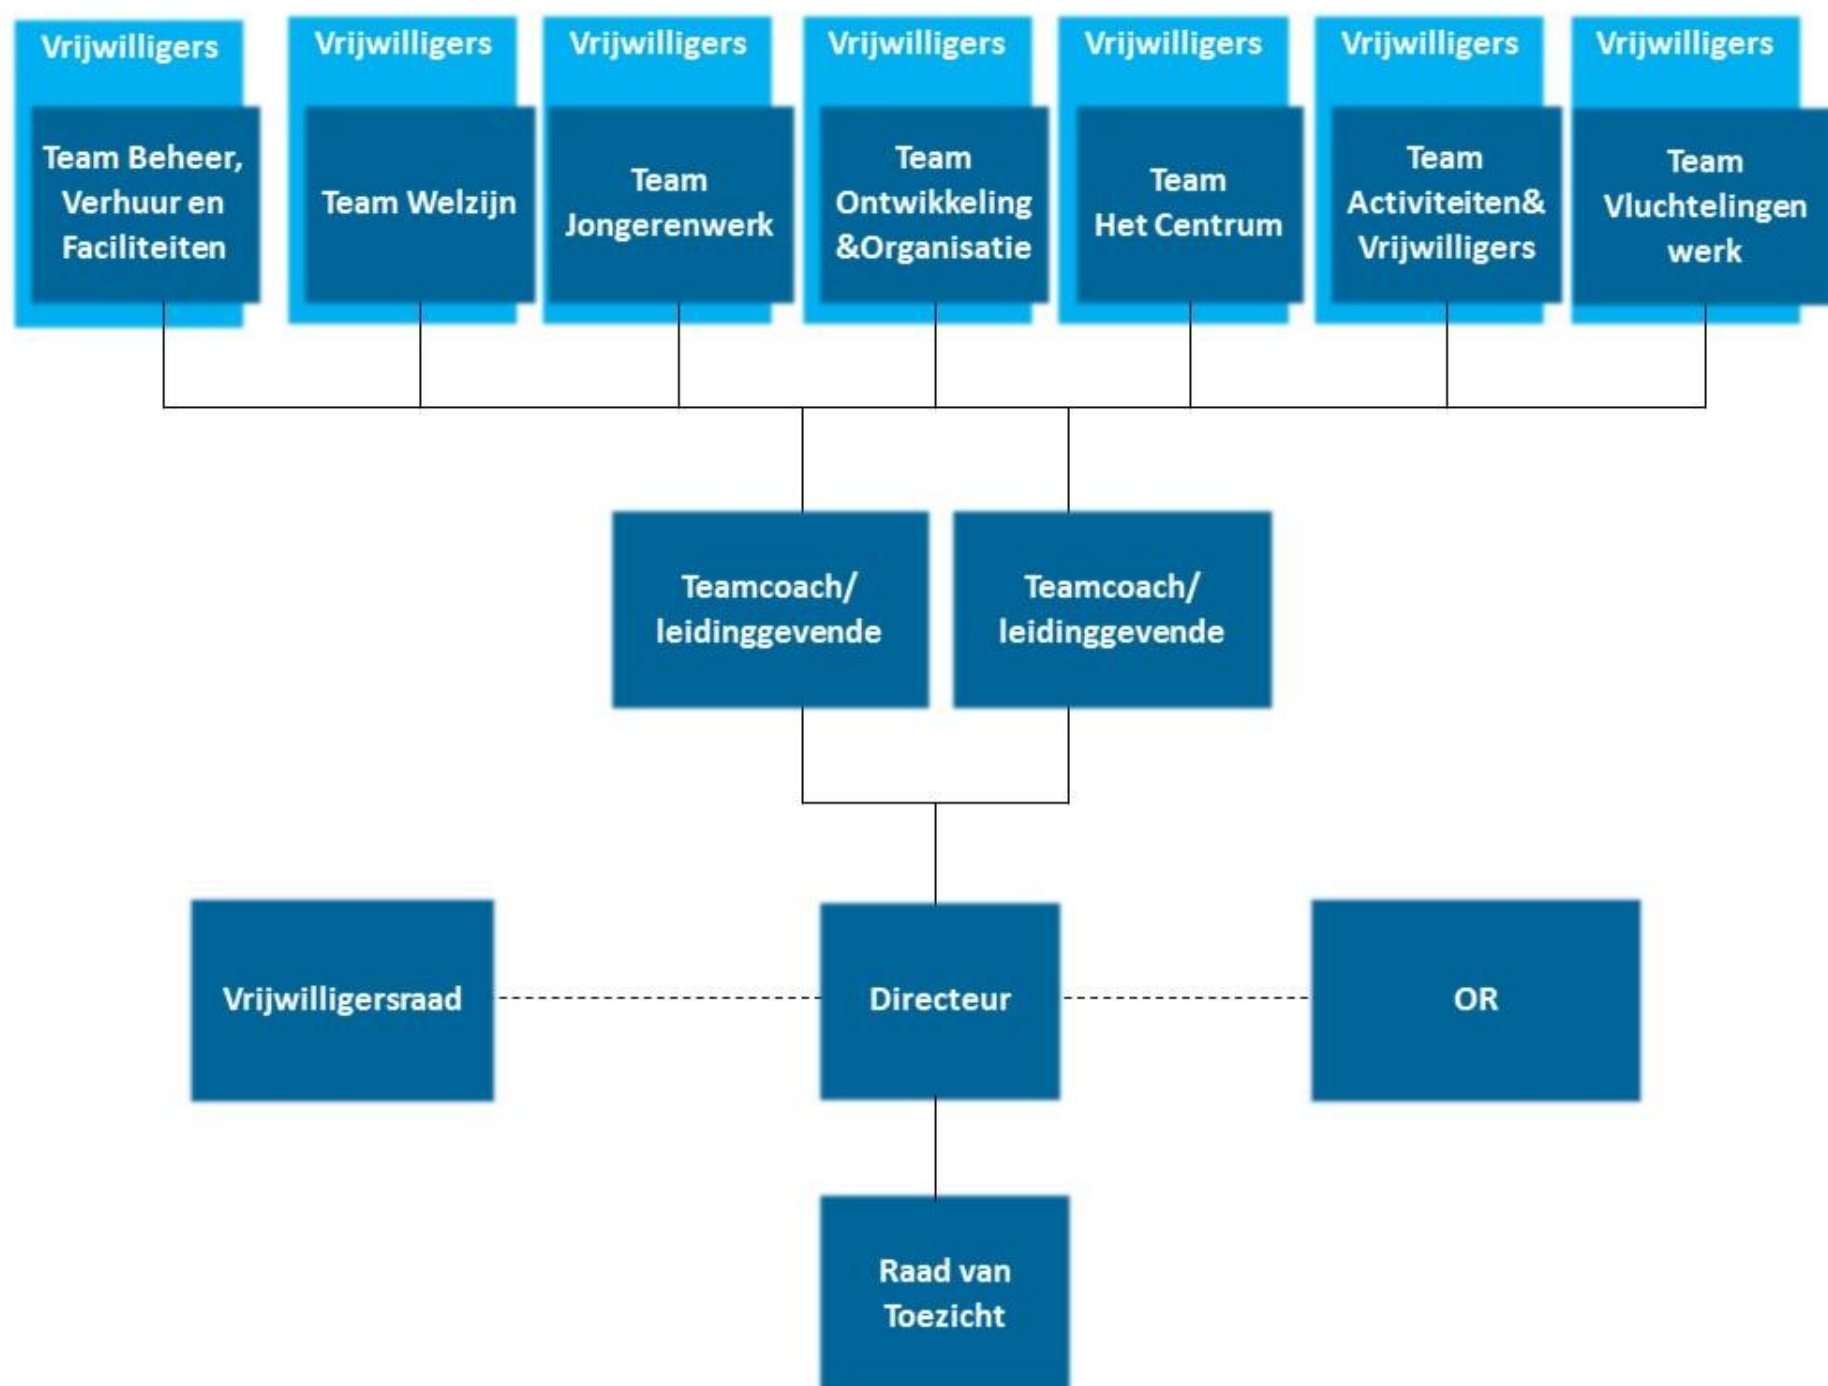 Vrijwilligers
Team Beheer,
Verhuur en
Faciliteiten
Vrijwilligers
Team Welzijn
Vrijwilligers
Team
Jongerenwerk
Vrijwilligers
Team
Ontwikkeling
&Organisatie
Vrijwilligers
Team
Het Centrum
Vrijwilligers
Team
Activiteiten&
Vrijwilligers
Vrijwilligers
Team
Vluchtelingen
werk
Teamcoach/
leidinggevende
Teamcoach/
leidinggevende
Vrijwilligersraad
Directeur
OR
Raad van
Toezicht